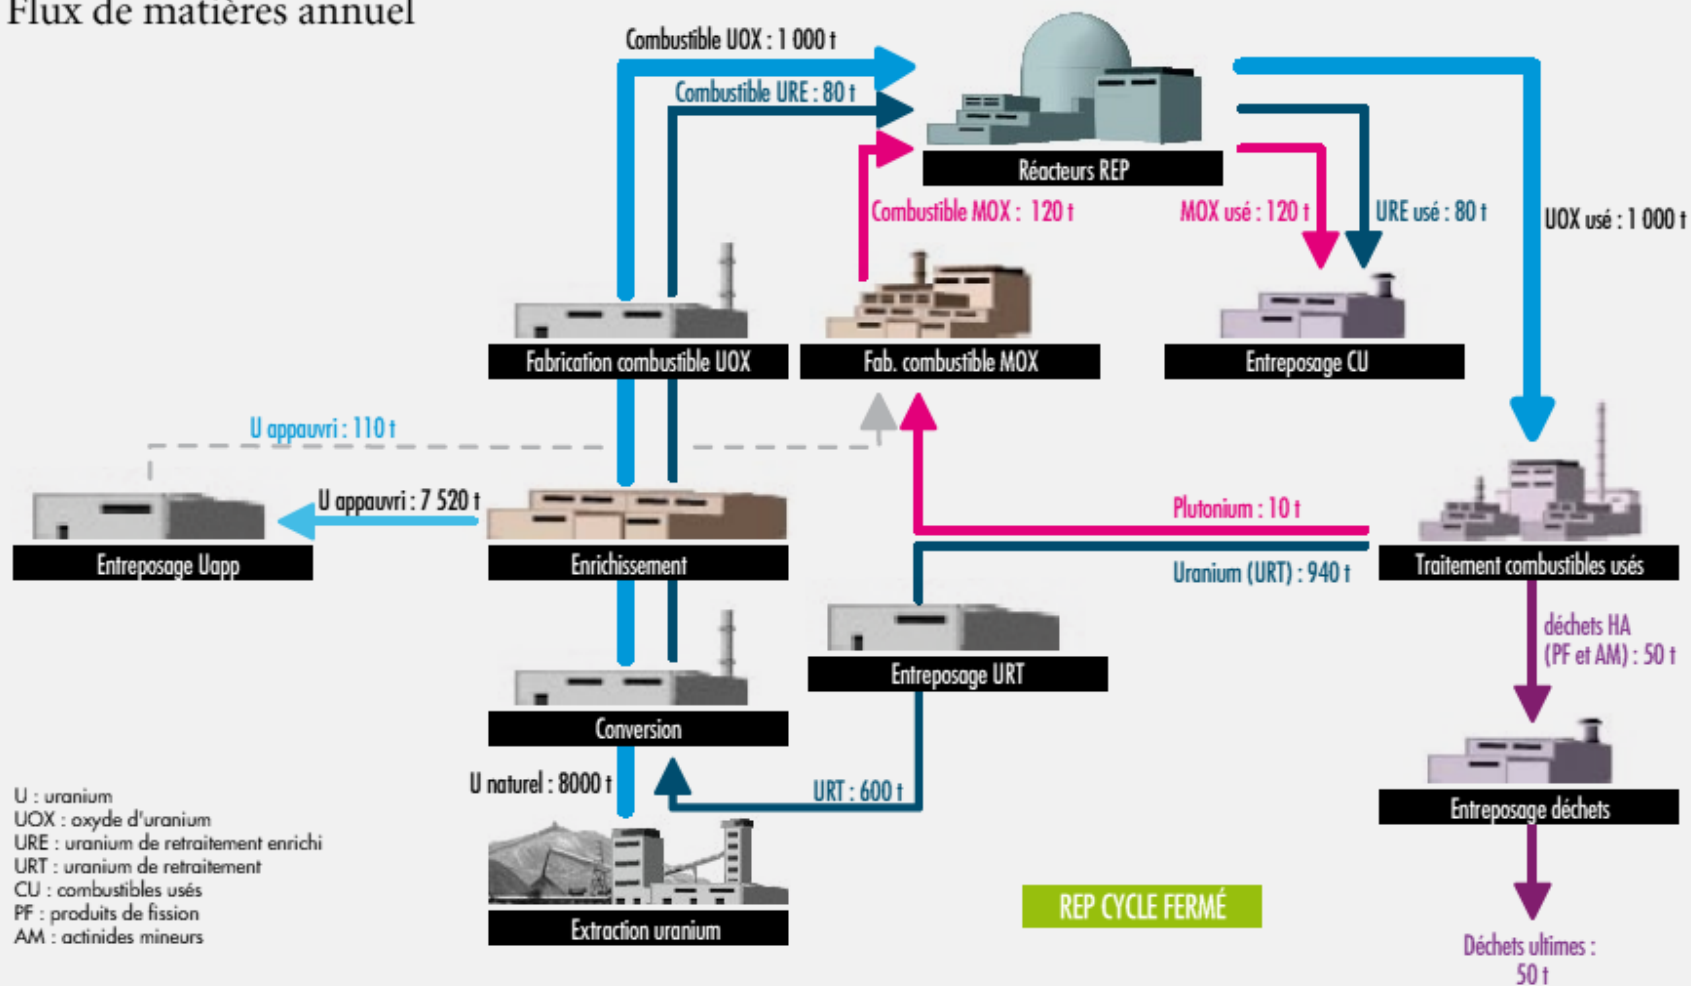 Flux de matières annuel
Combustible UOX : 1 000 t
Combustible URE : 80 t
Réacteurs REP
Combustible MOX : 120 t
MOX usé : 120 t
URE usé : 80 t
UOX usé : 1 000 t
Fabrication combustible UOX
Fab. combustible MOX
Entreposage CU
U appauvri : 110 t
U appauvri : 7 520 t
Plutonium : 10 t
Entreposage Uapp
Enrichissement
Uranium (URT) : 940 t
Traitement combustibles usés
déchets HA
(PF et AM) : 50 t
Entreposage URT
Conversion
U naturel : 8000 t
URT : 600 t
Entreposage déchets
U : uranium
UOX : oxyde d'uranium
URE : uranium de retraitement enrichi
URT : uranium de retraitement
CU : combustibles usés
PF : produits de fission
AM : actinides mineurs
Extraction uranium
REP CYCLE FERMÉ
Déchets ultimes :
50 t